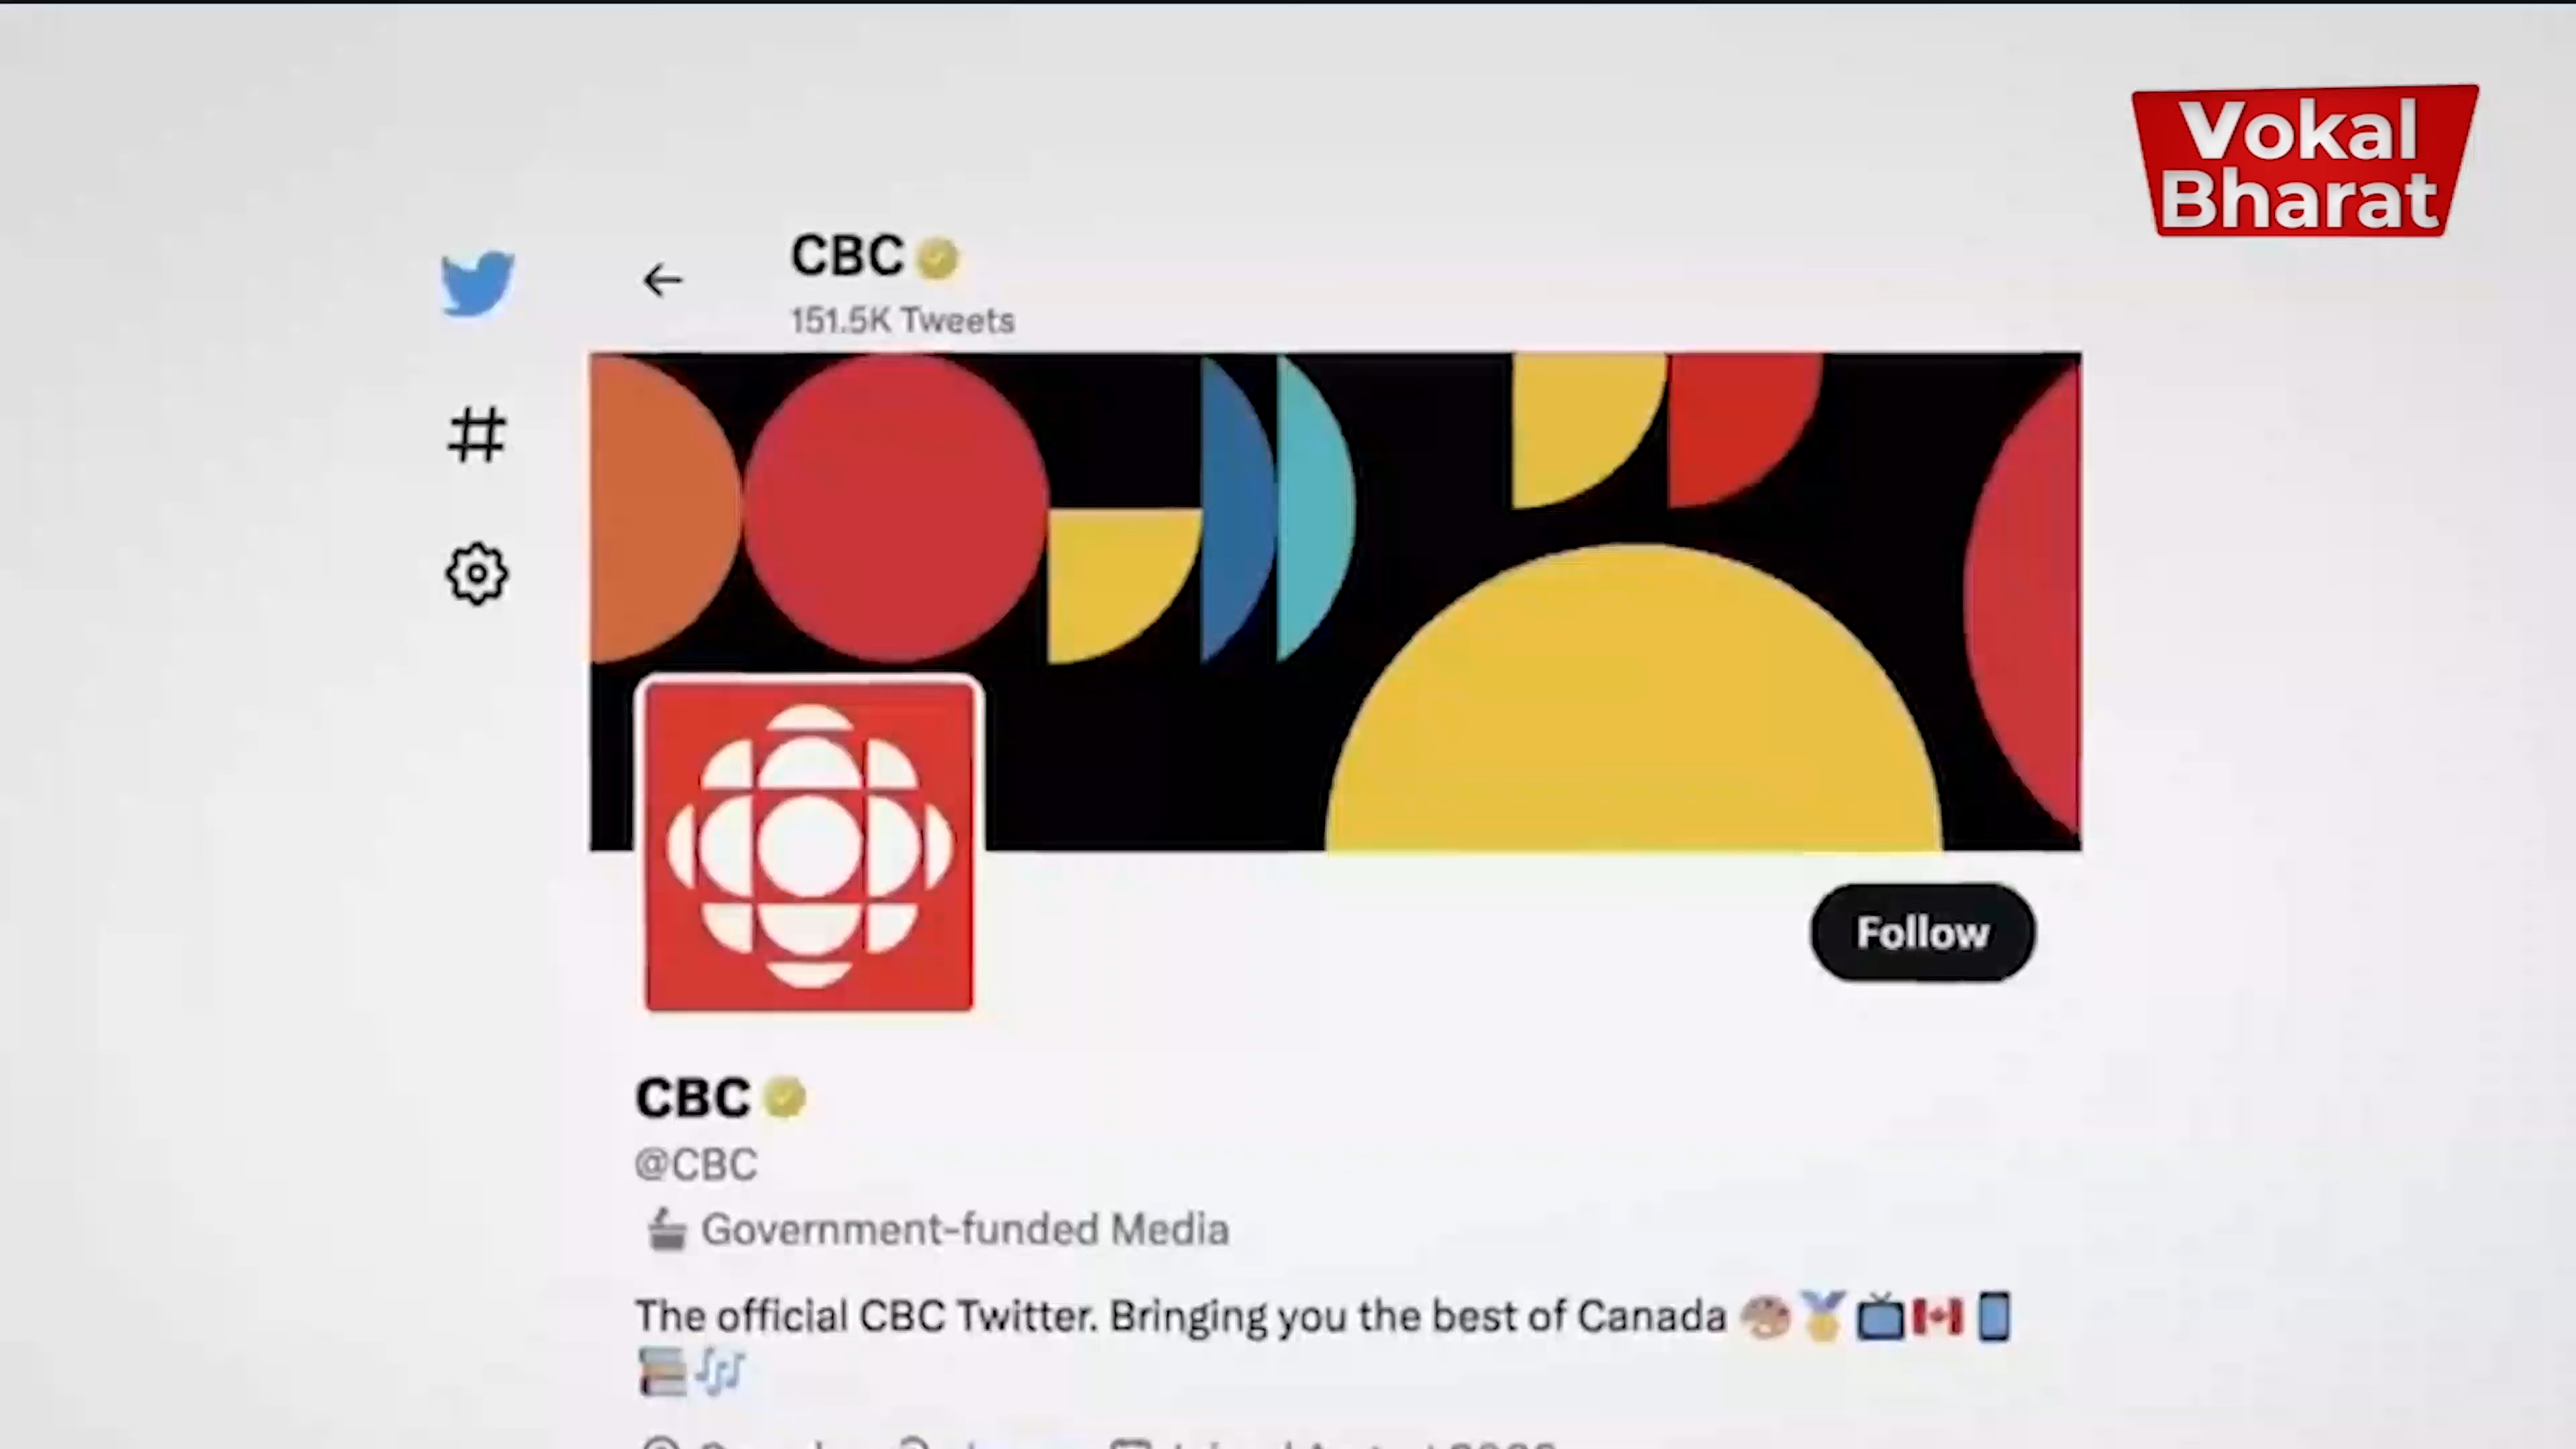 Vokal
Bharat
CBC
151.5K Tweets
Follow
CBC
@CBC
Government-funded Media
The official CBC Twitter. Bringing you the best of Canada 🎨🏅📺🇨🇦📱
📚🎶